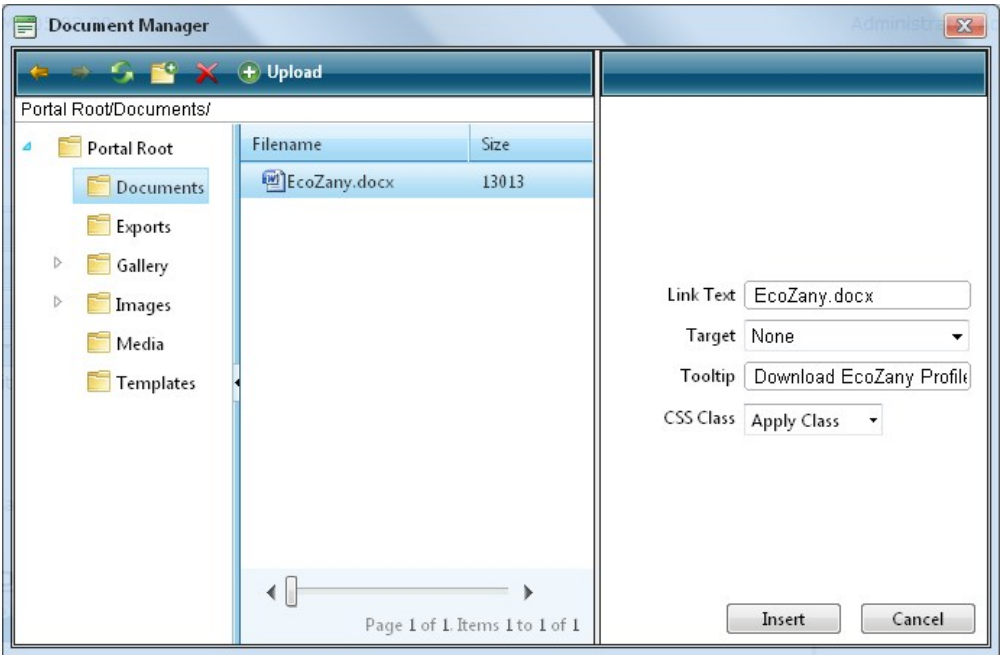 Document Manager
Upload
Portal Root/Documents/
Portal Root
Documents
Exports
Gallery
Images
Media
Templates
Filename Size
EcoZany.docx 13013
Page 1 of 1. Items 1 to 1 of 1
Link Text EcoZany.docx
Target None
Tooltip Download EcoZany Profile
CSS Class Apply Class
Insert Cancel